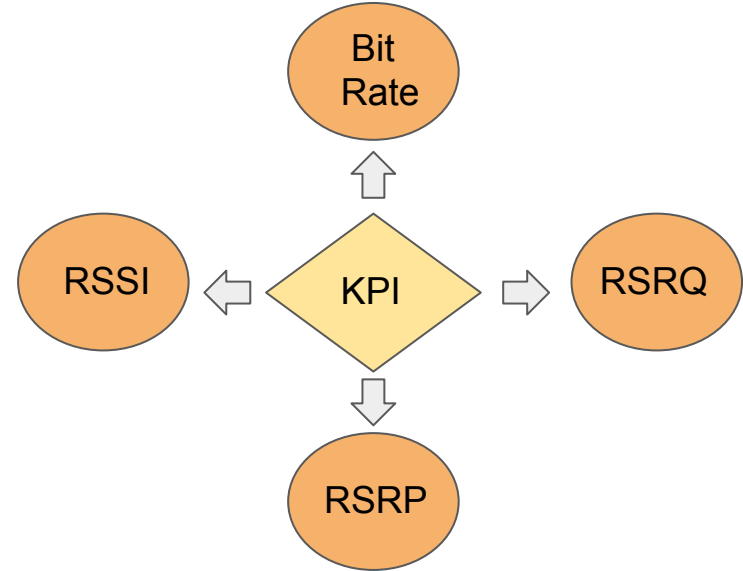 Bit
Rate
RSSI
KPI
RSRQ
RSRP